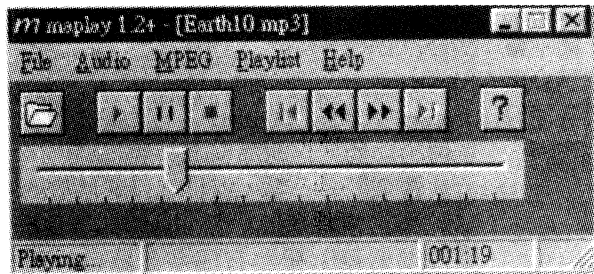 m maplay 1.2+ - [Earth10.mp3]
File Audio MPEG Playlist Help
?
Playing... 001:19